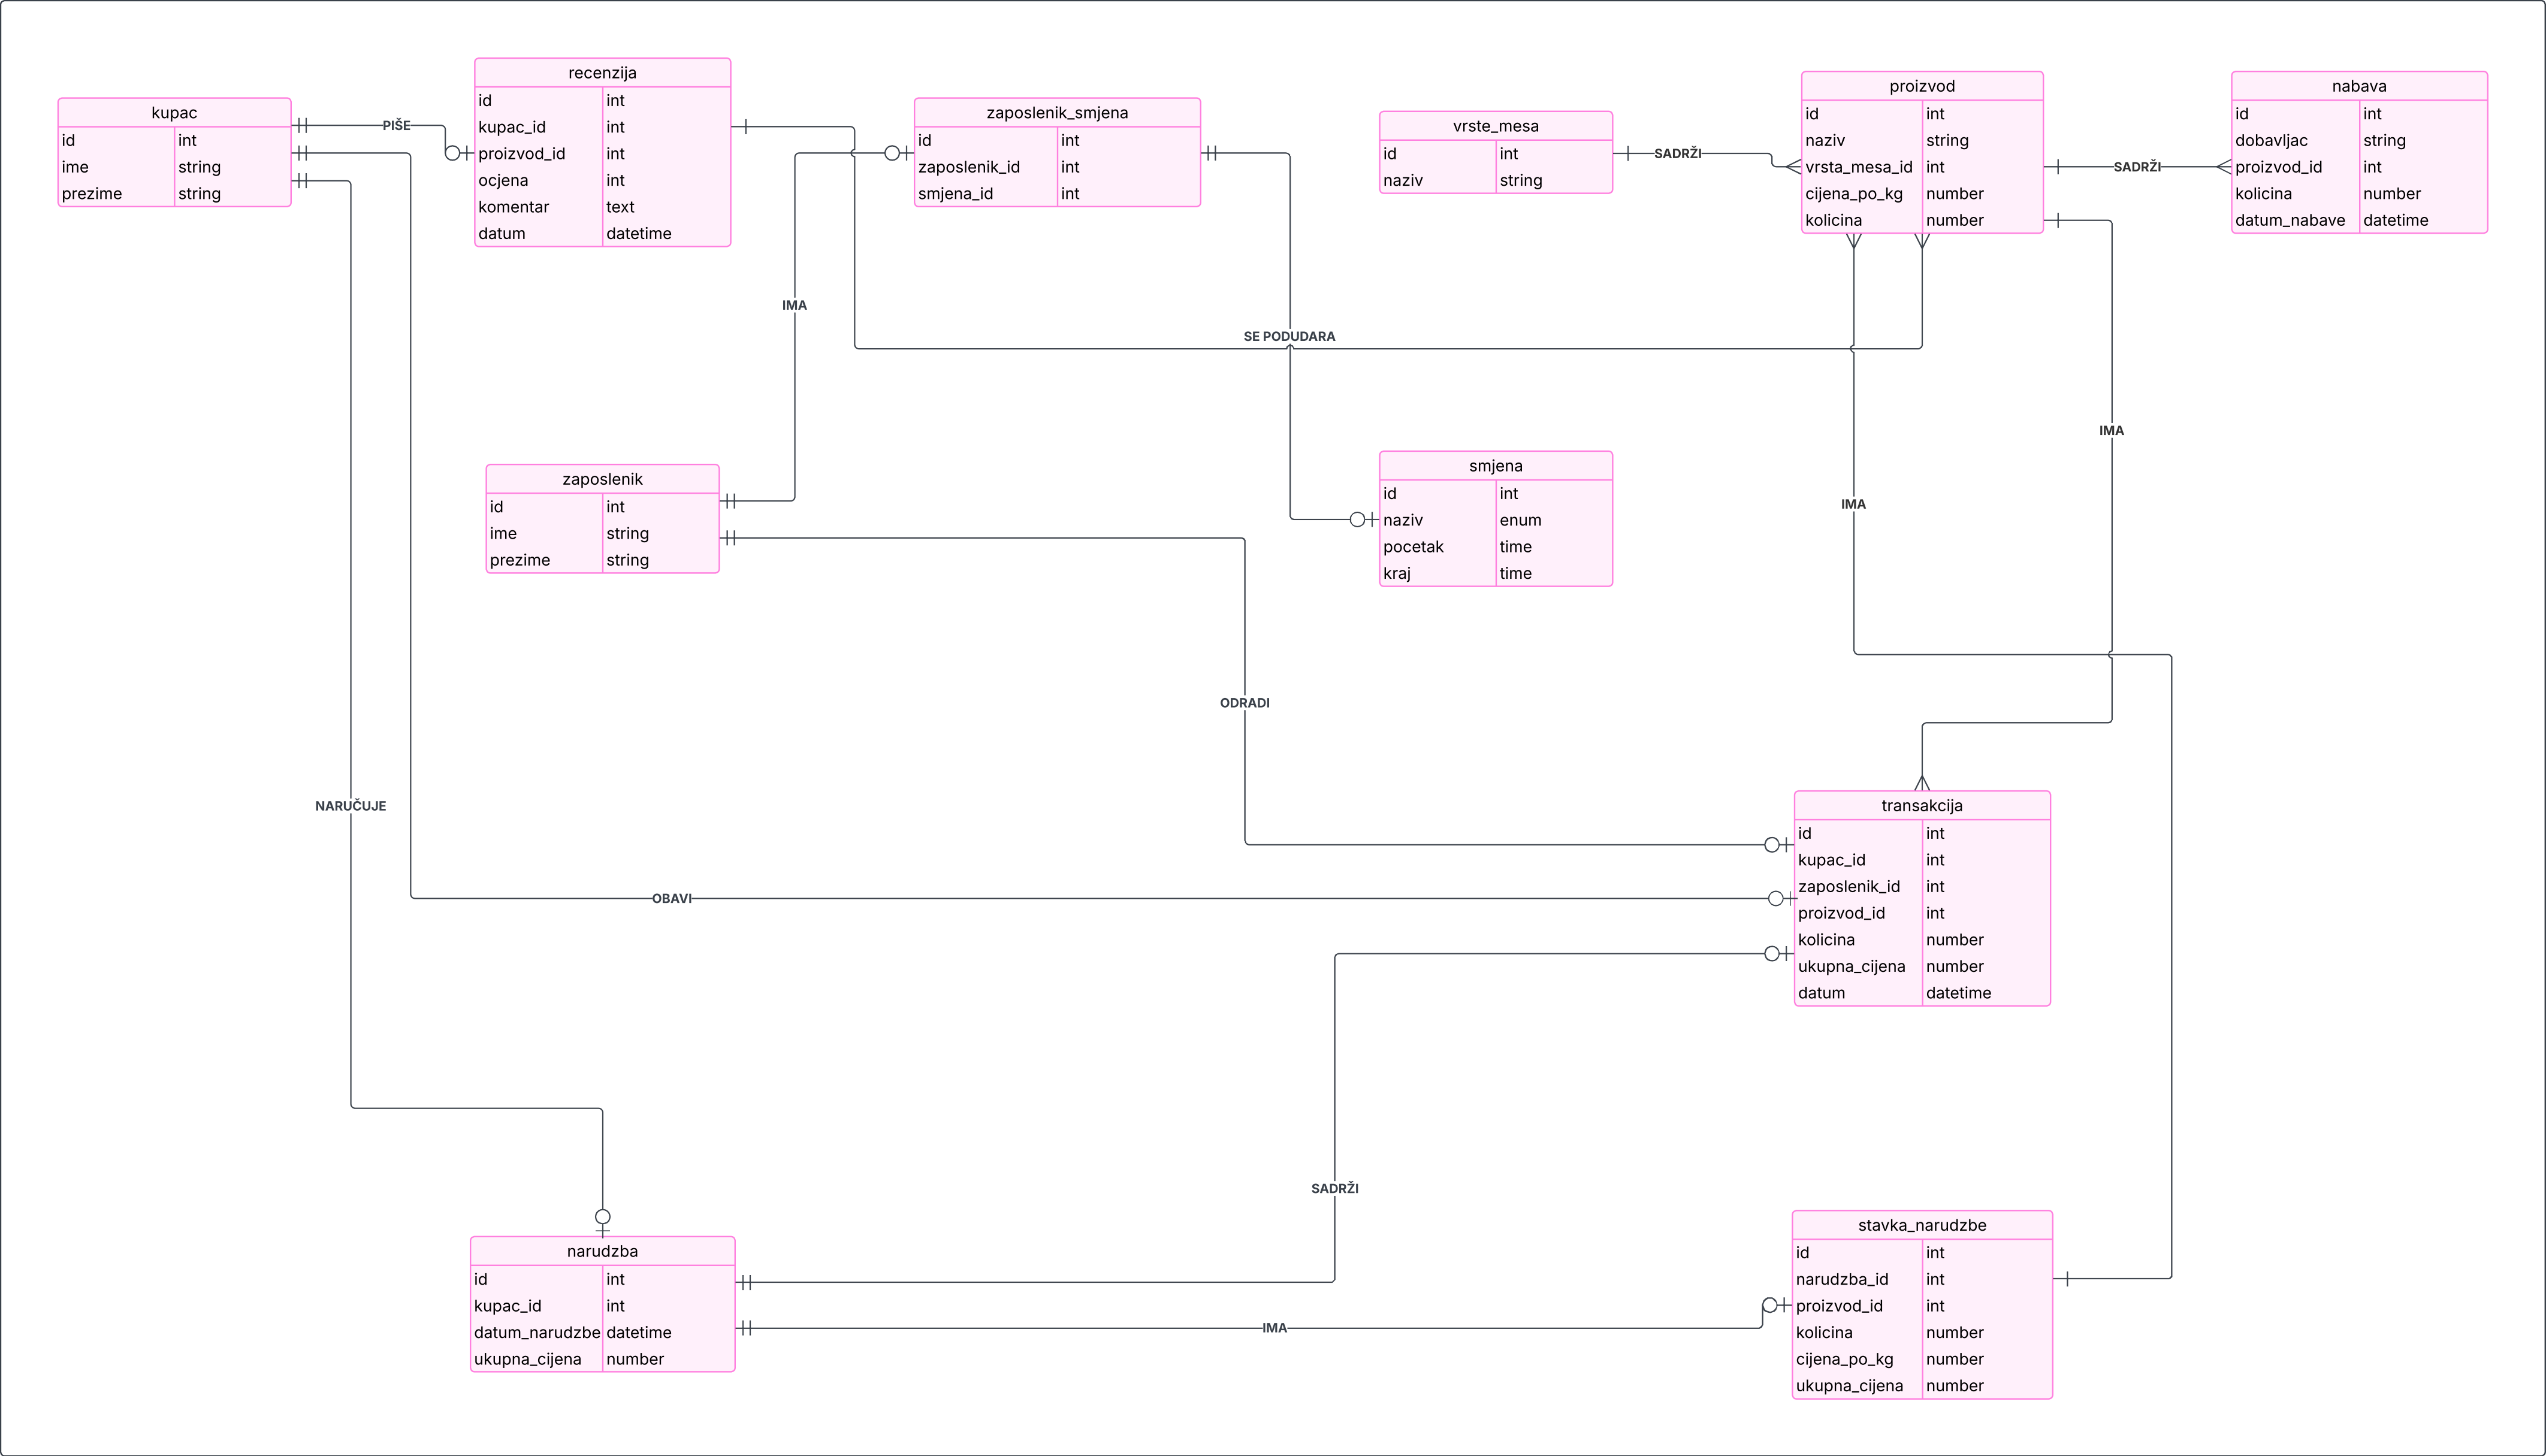 kupac
id int
ime string
prezime string
PIŠE
recenzija
id int
kupac_id int
proizvod_id int
ocjena int
komentar text
datum datetime
zaposlenik_smjena
id int
zaposlenik_id int
smjena_id int
vrste_mesa
id int
naziv string
SADRŽI
proizvod
id int
naziv string
vrsta_mesa_id int
cijena_po_kg number
kolicina number
SADRŽI
nabava
id int
dobavljac string
proizvod_id int
kolicina number
datum_nabave datetime
IMA
SE PODUDARA
IMA
IMA
zaposlenik
id int
ime string
prezime string
smjena
id int
naziv enum
pocetak time
kraj time
ODRADI
NARUČUJE
OBAVI
transakcija
id int
kupac_id int
zaposlenik_id int
proizvod_id int
kolicina number
ukupna_cijena number
datum datetime
SADRŽI
narudzba
id int
kupac_id int
datum_narudzbe datetime
ukupna_cijena number
IMA
stavka_narudzbe
id int
narudzba_id int
proizvod_id int
kolicina number
cijena_po_kg number
ukupna_cijena number